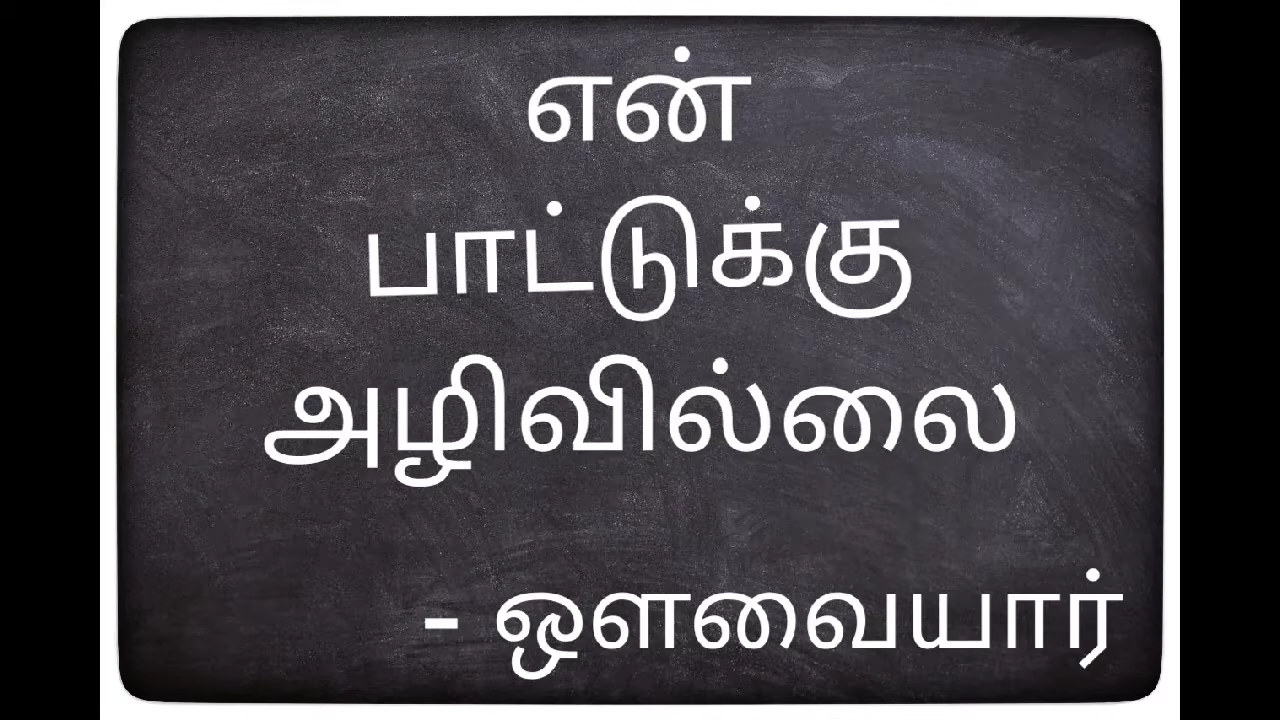 என்
பாட்டுக்கு
அழிவில்லை
- ஔவையார்